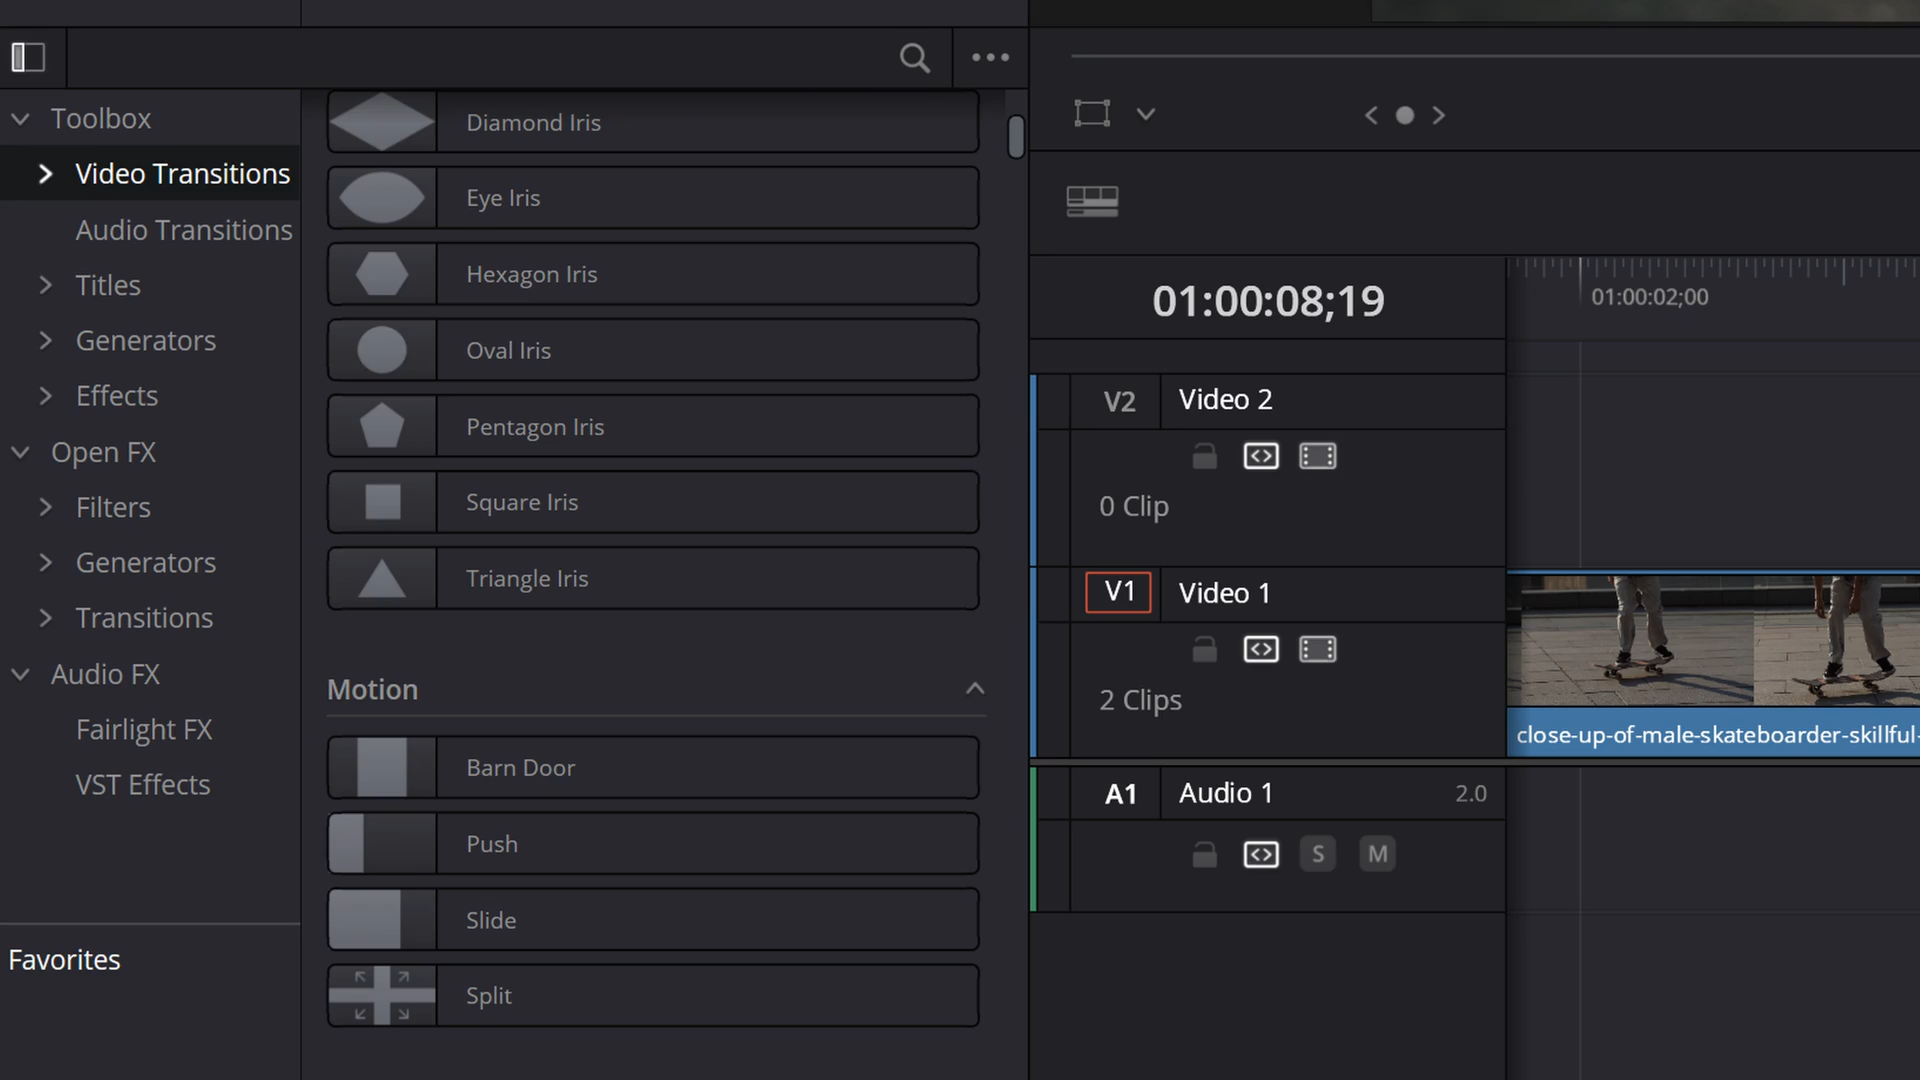 Toolbox
Video Transitions
Audio Transitions
Titles
Generators
Effects
Open FX
Filters
Generators
Transitions
Audio FX
Fairlight FX
VST Effects
Favorites
Diamond Iris
Eye Iris
Hexagon Iris
Oval Iris
Pentagon Iris
Square Iris
Triangle Iris
Motion
Barn Door
Push
Slide
Split
01:00:08;19
01:00:02;00
V2 Video 2
0 Clip
V1 Video 1
2 Clips
close-up-of-male-skateboarder-skillful-
A1 Audio 1 2.0
S M